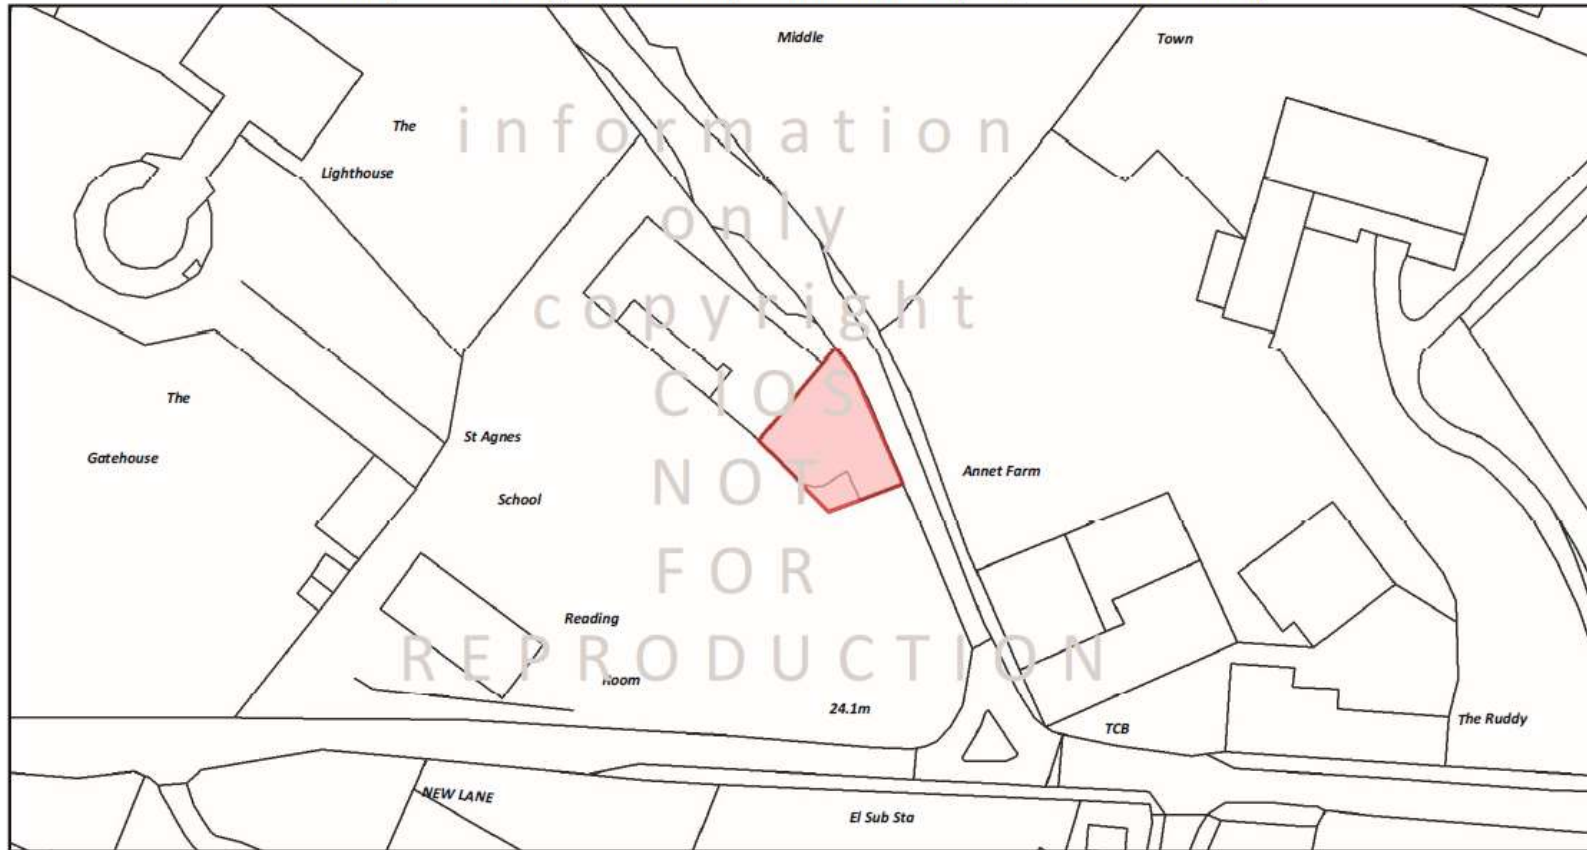 Middle
Town
The
Lighthouse
information
only
copyright
CIOS
NOT
FOR
REPRODUCTION
The
Gatehouse
St Agnes
School
Annet Farm
Reading
Room
24.1m
TCB
The Ruddy
NEW LANE
El Sub Sta